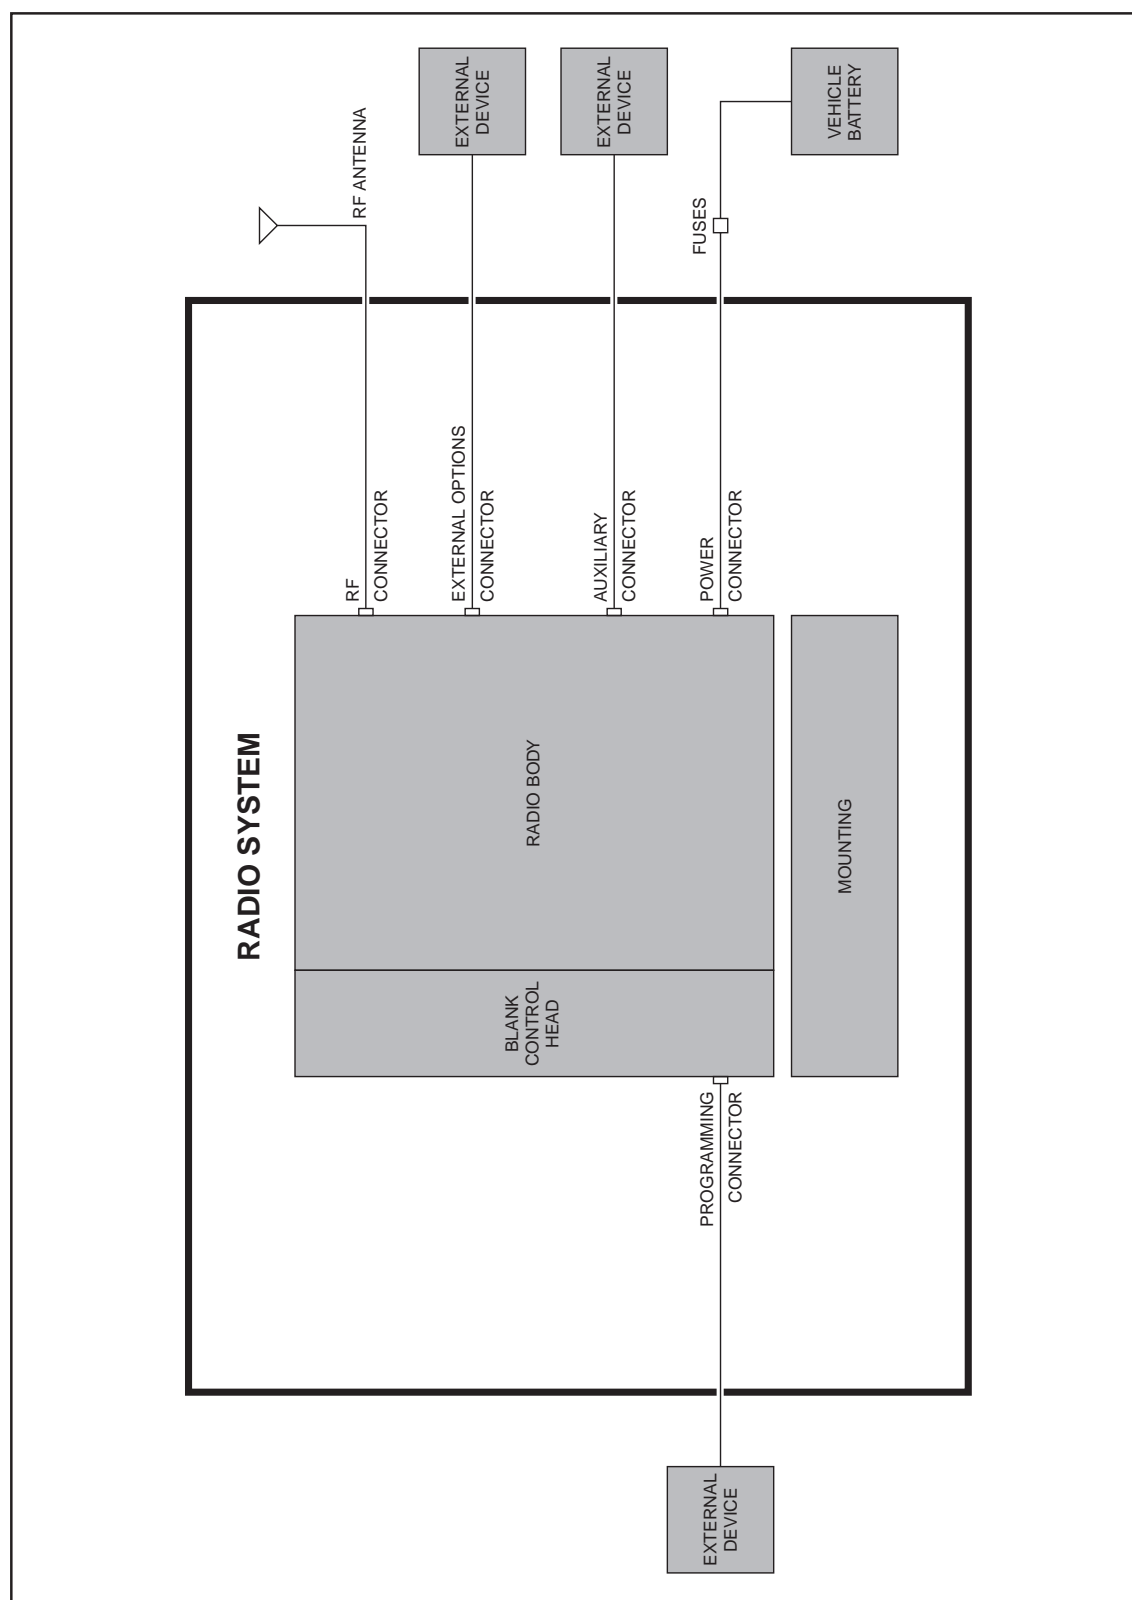 RADIO SYSTEM
EXTERNAL
DEVICE
PROGRAMMING
CONNECTOR
BLANK
CONTROL
HEAD
RADIO BODY
MOUNTING
RF
CONNECTOR
RF ANTENNA
EXTERNAL OPTIONS
CONNECTOR
EXTERNAL
DEVICE
AUXILIARY
CONNECTOR
EXTERNAL
DEVICE
POWER
CONNECTOR
FUSES
VEHICLE
BATTERY